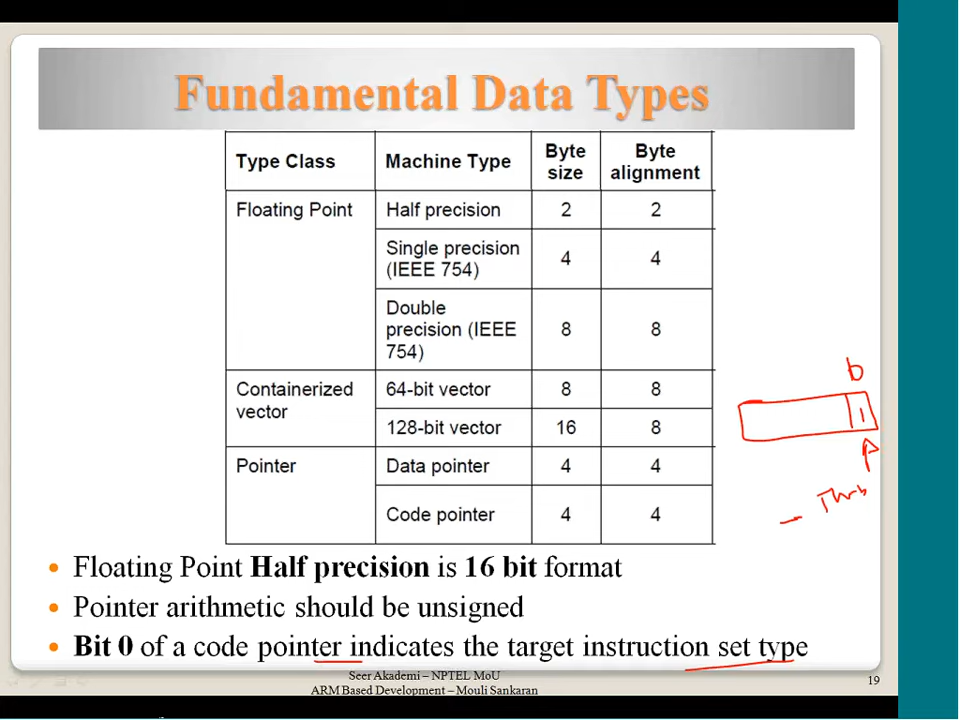 Fundamental Data Types
Type Class Machine Type Byte size Byte alignment
Floating Point Half precision 2 2
Single precision (IEEE 754) 4 4
Double precision (IEEE 754) 8 8
Containerized vector 64-bit vector 8 8
128-bit vector 16 8
Pointer Data pointer 4 4
Code pointer 4 4
b
1
• Floating Point Half precision is 16 bit format
• Pointer arithmetic should be unsigned
• Bit 0 of a code pointer indicates the target instruction set type
Seer Akademi – NPTEL MoU
ARM Based Development – Mouli Sankaran
19